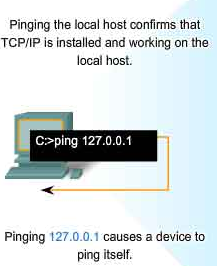 Pinging the local host confirms that
TCP/IP is installed and working on the
local host.
C:>ping 127.0.0.1
Pinging 127.0.0.1 causes a device to
ping itself.